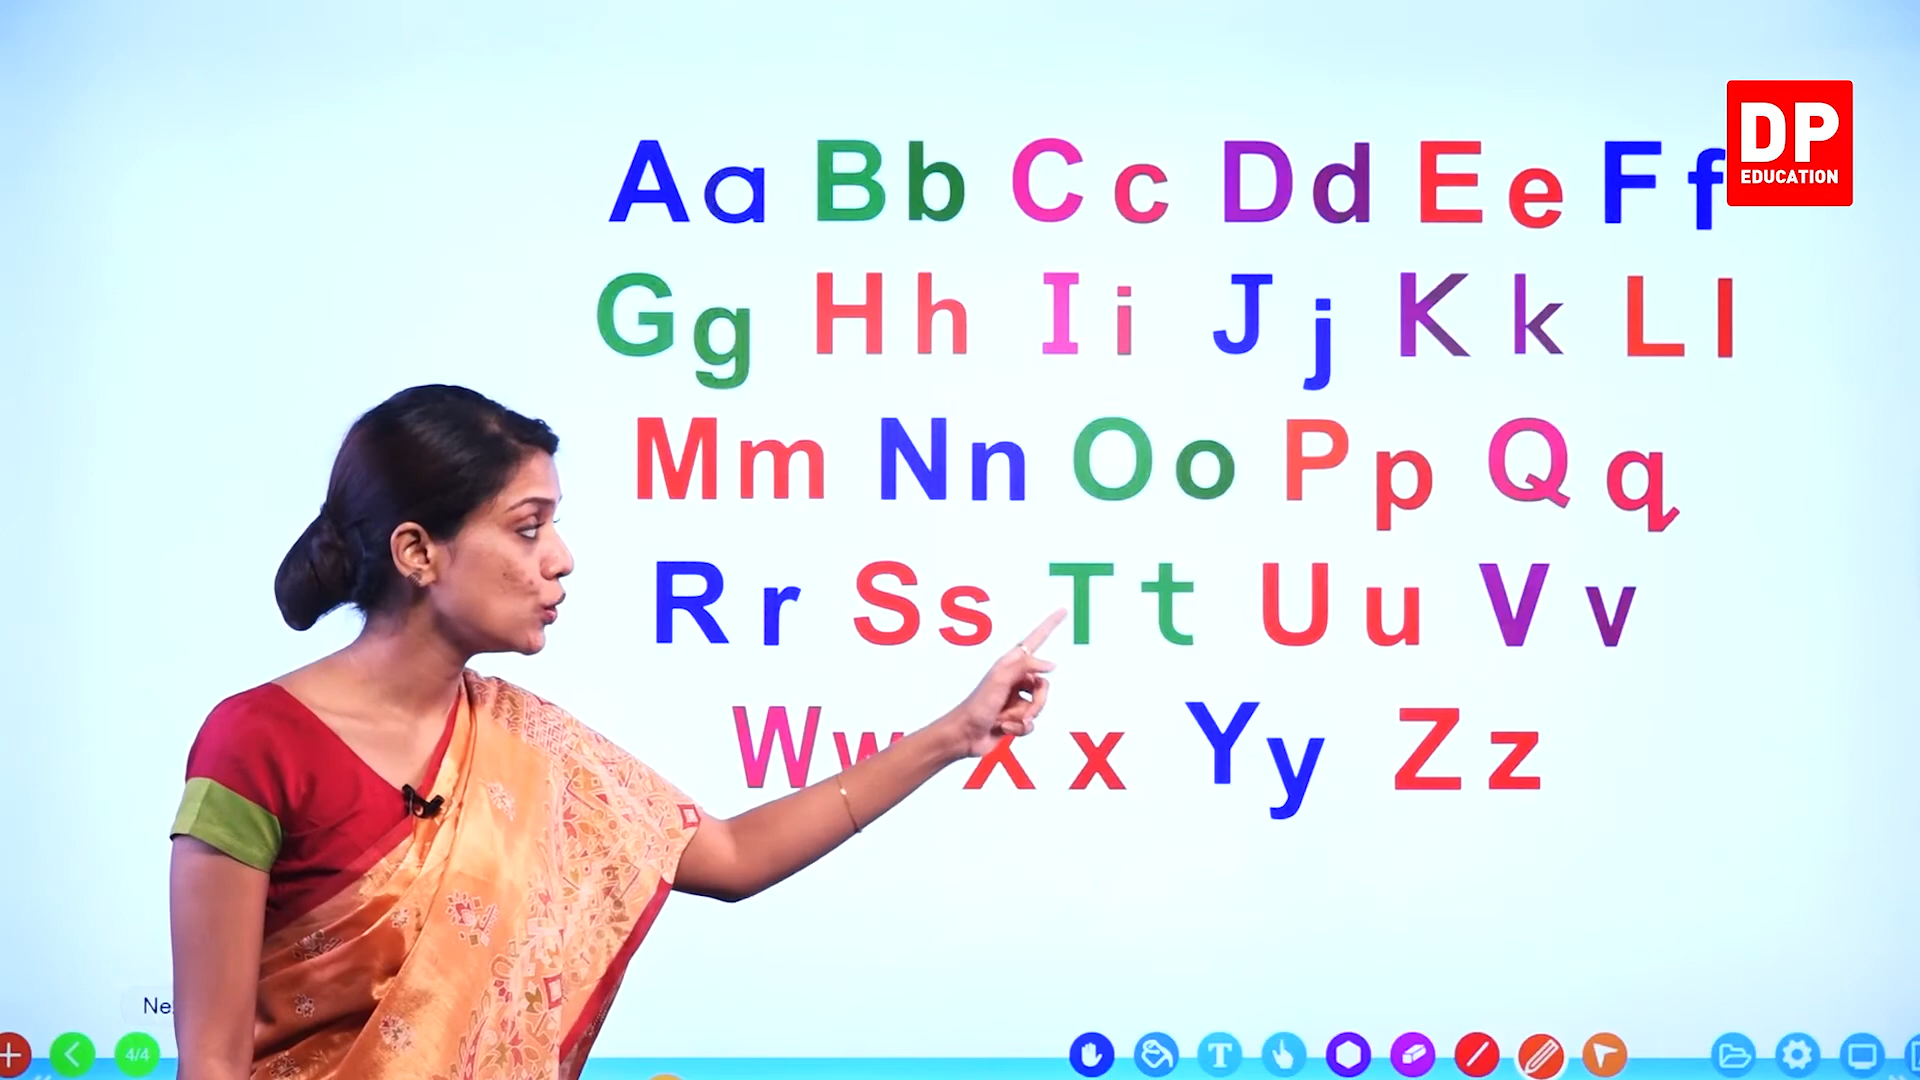 Aa Bb Cc Dd Ee Ff
DP
EDUCATION
Gg Hh Ii Jj Kk Ll
Mm Nn Oo Pp Qq
Rr Ss Tt Uu Vv
Ww Xx Yy Zz
4/4
T